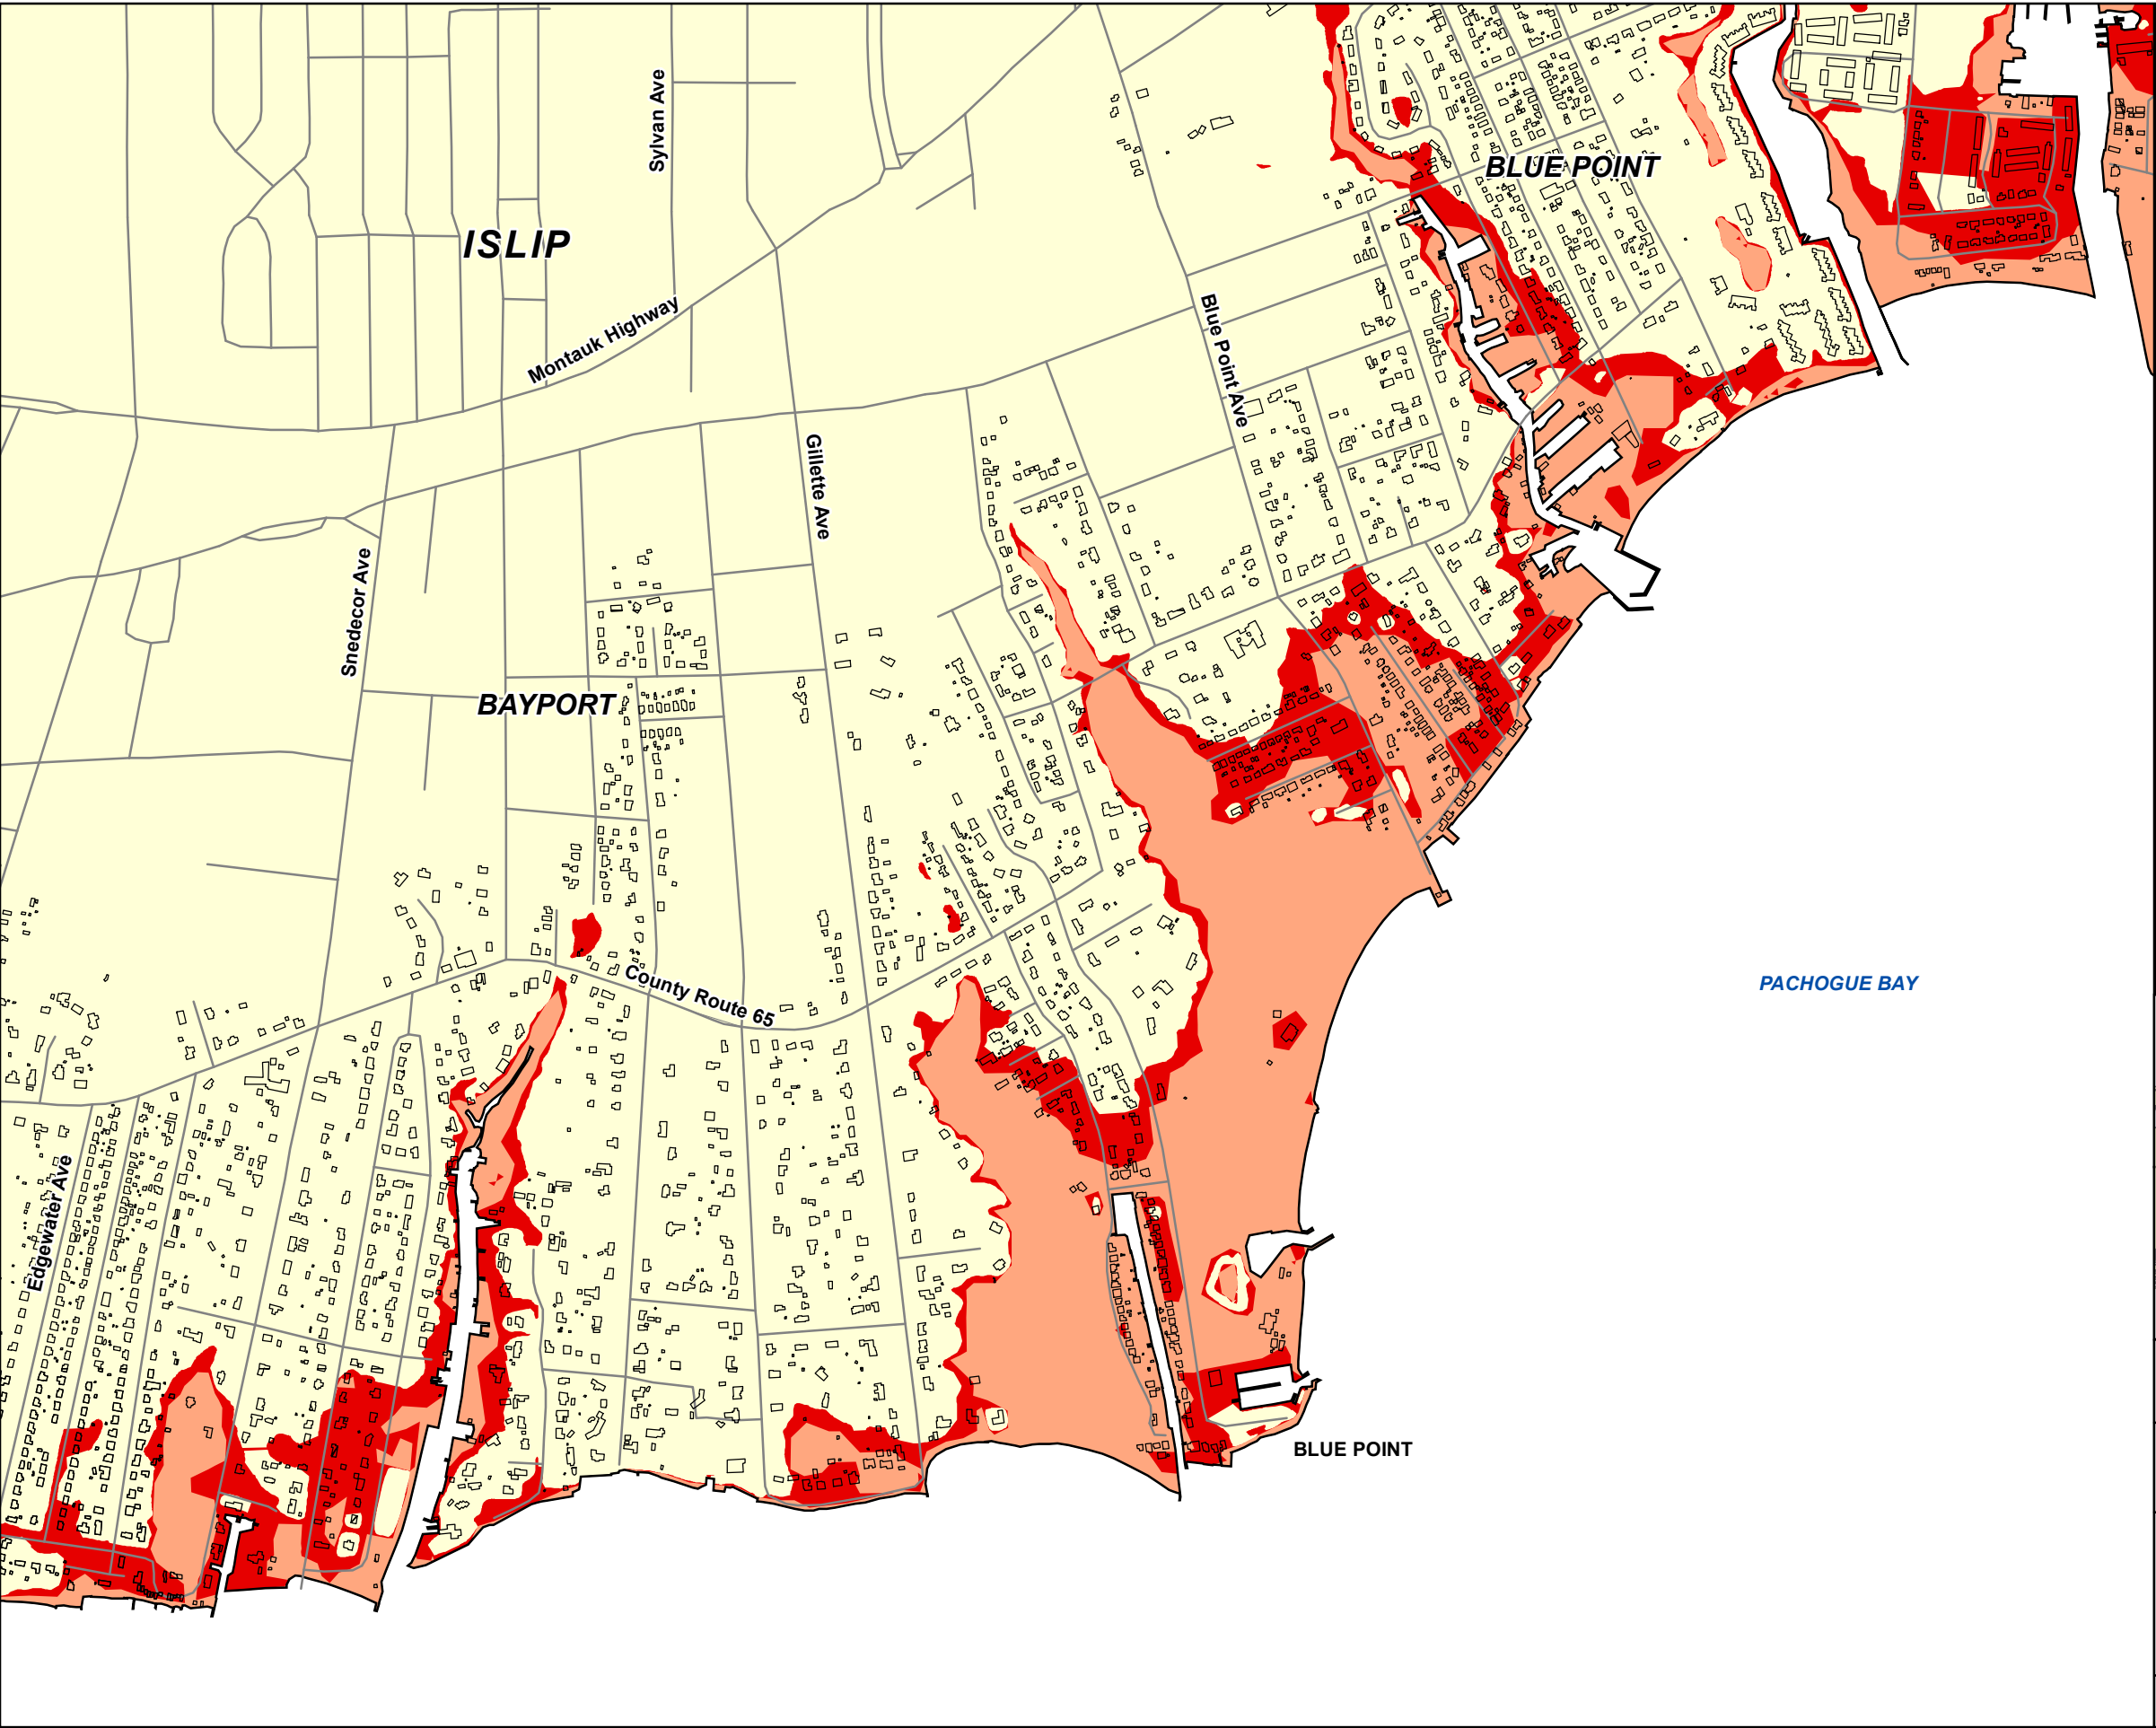 Sylvan Ave
BLUE POINT
ISLIP
Montauk Highway
Blue Point Ave
Gillette Ave
Snedecor Ave
BAYPORT
County Route 65
PACHOGUE BAY
Edgewater Ave
BLUE POINT